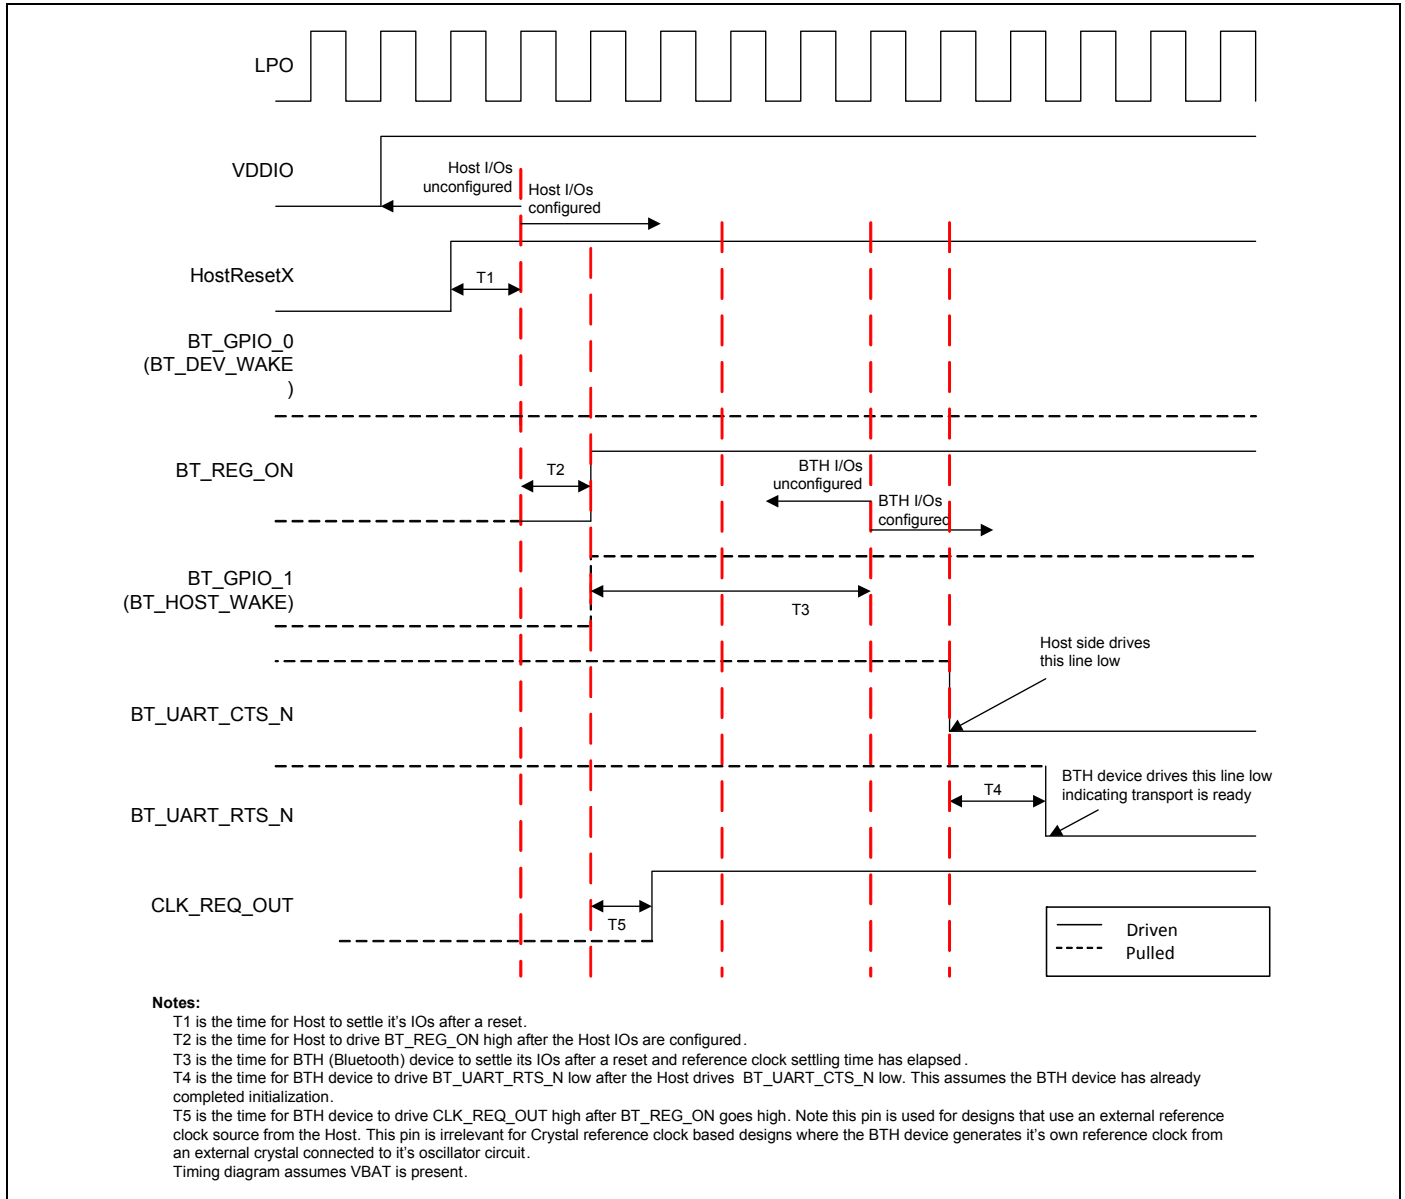 LPO
VDDIO
Host I/Os
unconfigured
Host I/Os
configured
HostResetX
T1
BT_GPIO_0
(BT_DEV_WAKE
)
BT_REG_ON
T2
BTH I/Os
unconfigured
BTH I/Os
configured
BT_GPIO_1
(BT_HOST_WAKE)
T3
Host side drives
this line low
BT_UART_CTS_N
BTH device drives this line low
indicating transport is ready
T4
BT_UART_RTS_N
CLK_REQ_OUT
T5
Driven
Pulled
Notes:
T1 is the time for Host to settle it's IOs after a reset.
T2 is the time for Host to drive BT_REG_ON high after the Host IOs are configured.
T3 is the time for BTH (Bluetooth) device to settle its IOs after a reset and reference clock settling time has elapsed.
T4 is the time for BTH device to drive BT_UART_RTS_N low after the Host drives BT_UART_CTS_N low. This assumes the BTH device has already
completed initialization.
T5 is the time for BTH device to drive CLK_REQ_OUT high after BT_REG_ON goes high. Note this pin is used for designs that use an external reference
clock source from the Host. This pin is irrelevant for Crystal reference clock based designs where the BTH device generates it's own reference clock from
an external crystal connected to it's oscillator circuit.
Timing diagram assumes VBAT is present.